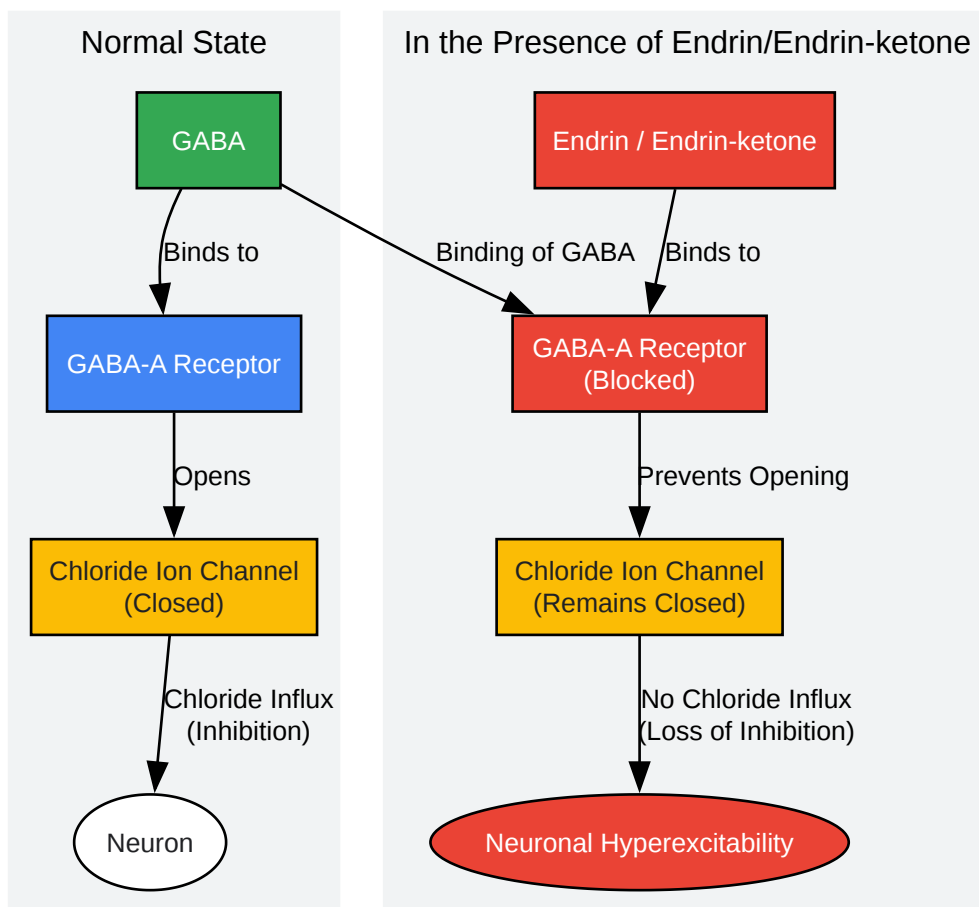 Normal State
GABA
Binds to
GABA-A Receptor
Opens
Chloride Ion Channel
(Closed)
Chloride Influx
(Inhibition)
Neuron
In the Presence of Endrin/Endrin-ketone
Endrin / Endrin-ketone
Binding of GABA
Binds to
GABA-A Receptor
(Blocked)
Prevents Opening
Chloride Ion Channel
(Remains Closed)
No Chloride Influx
(Loss of Inhibition)
Neuronal Hyperexcitability